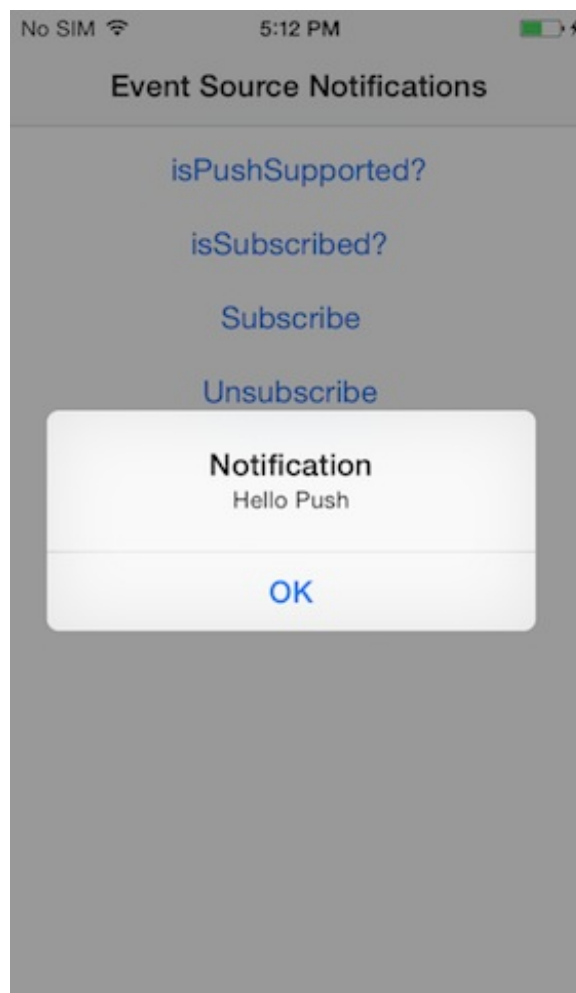 No SIM 5:12 PM
Event Source Notifications
isPushSupported?
isSubscribed?
Subscribe
Unsubscribe
Notification
Hello Push
OK